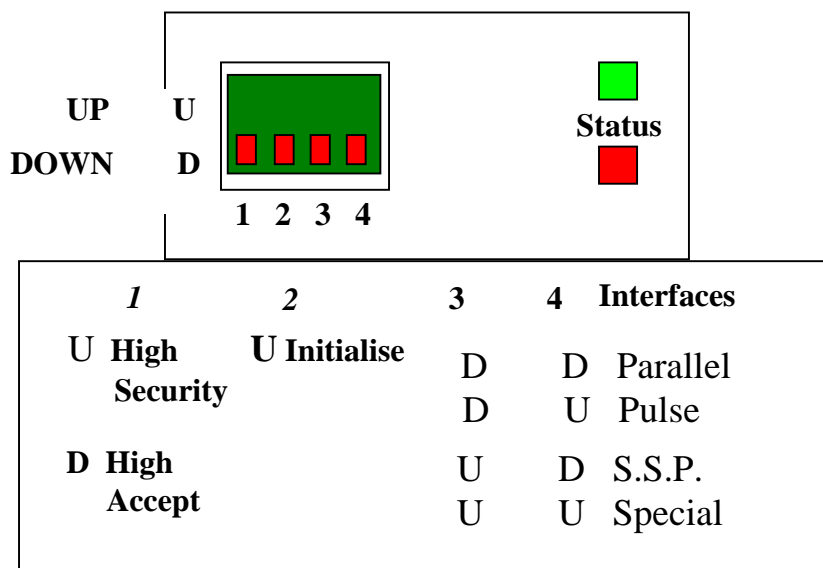 UP U
Status
DOWN D
1 2 3 4
1 2 3 4 Interfaces
U High U Initialise
D D Parallel
Security
D U Pulse
D High U D S.S.P.
Accept
U U Special